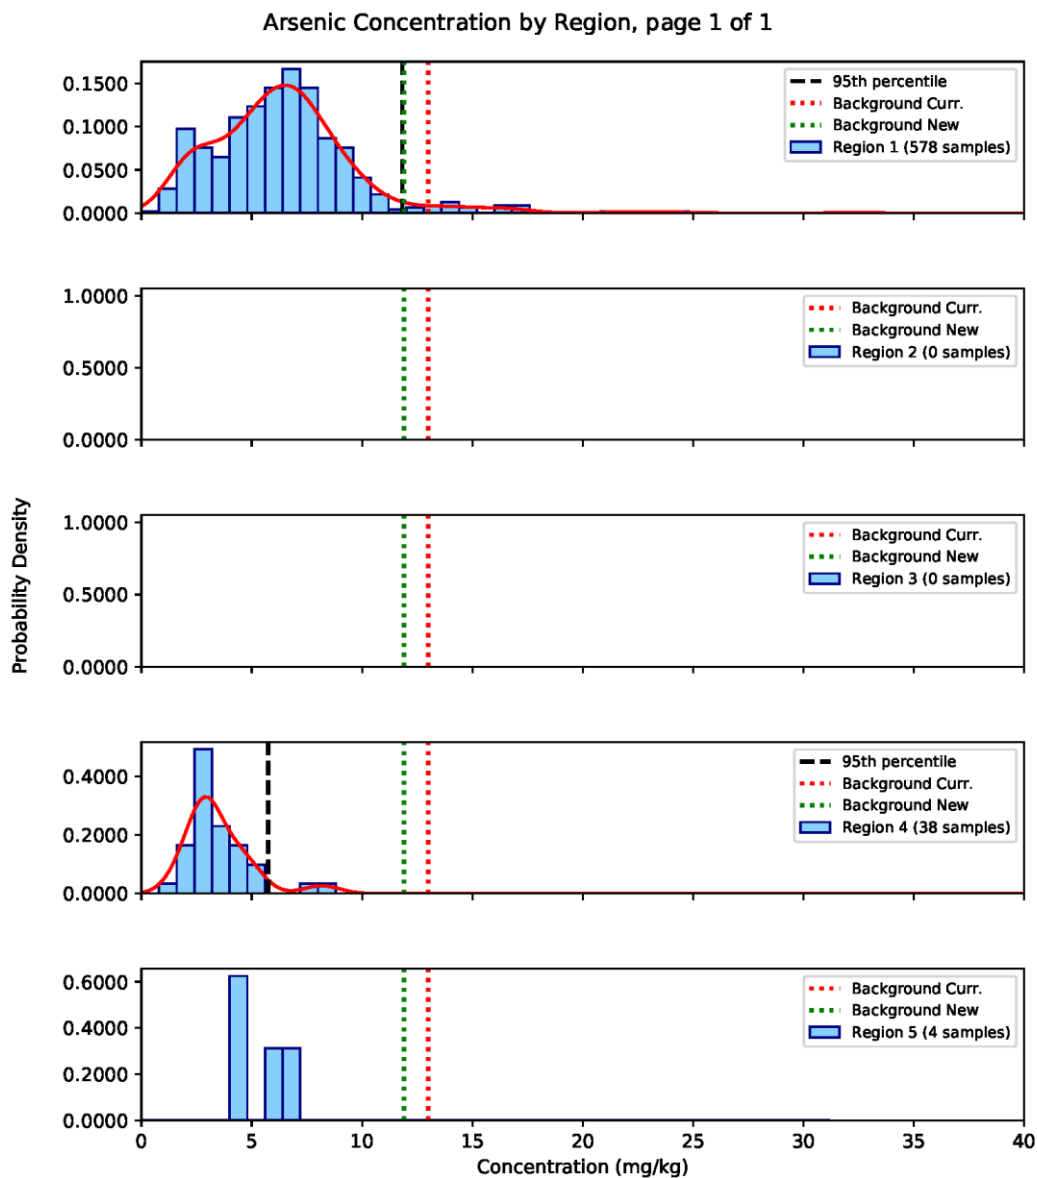 Arsenic Concentration by Region, page 1 of 1
0.1500
0.1000
0.0500
0.0000
95th percentile
Background Curr.
Background New
Region 1 (578 samples)
1.0000
0.5000
0.0000
Background Curr.
Background New
Region 2 (0 samples)
Probability Density
1.0000
0.5000
0.0000
Background Curr.
Background New
Region 3 (0 samples)
0.4000
0.2000
0.0000
95th percentile
Background Curr.
Background New
Region 4 (38 samples)
0.6000
0.4000
0.2000
0.0000
Background Curr.
Background New
Region 5 (4 samples)
0 5 10 15 20 25 30 35 40
Concentration (mg/kg)